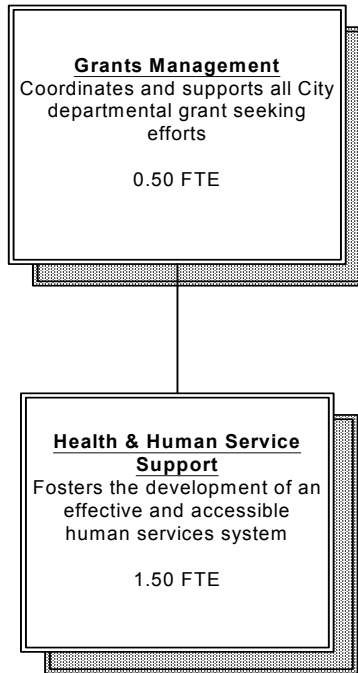 Grants Management
Coordinates and supports all City
departmental grant seeking
efforts
0.50 FTE
Health & Human Service
Support
Fosters the development of an
effective and accessible
human services system
1.50 FTE